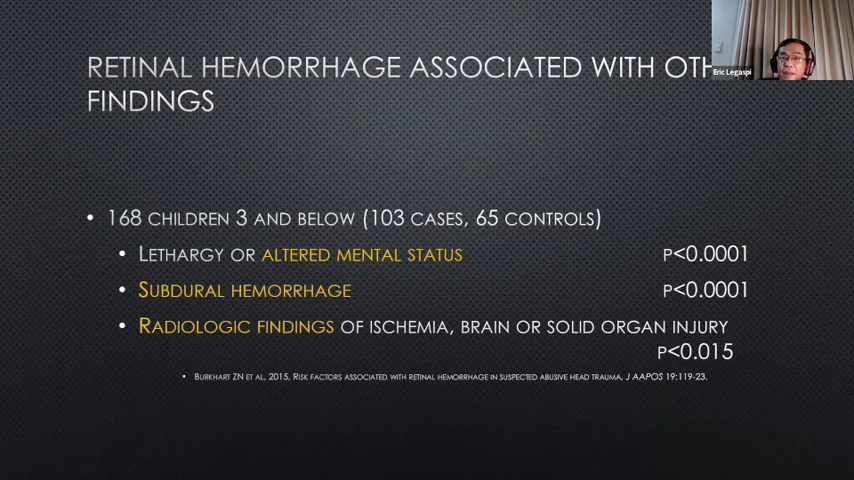 RETINAL HEMORRHAGE ASSOCIATED WITH
FINDINGS
Eric Legaspi
• 168 CHILDREN 3 AND BELOW (103 CASES, 65 CONTROLS)
• LETHARGY OR ALTERED MENTAL STATUS P<0.0001
• SUBDURAL HEMORRHAGE P<0.0001
• RADIOLOGIC FINDINGS OF ISCHEMIA, BRAIN OR SOLID ORGAN INJURY
P<0.015
• BURKHART ZN ET AL, 2015, RISK FACTORS ASSOCIATED WITH RETINAL HEMORRHAGE IN SUSPECTED ABUSIVE HEAD TRAUMA, J AAPOS 19:119-23.